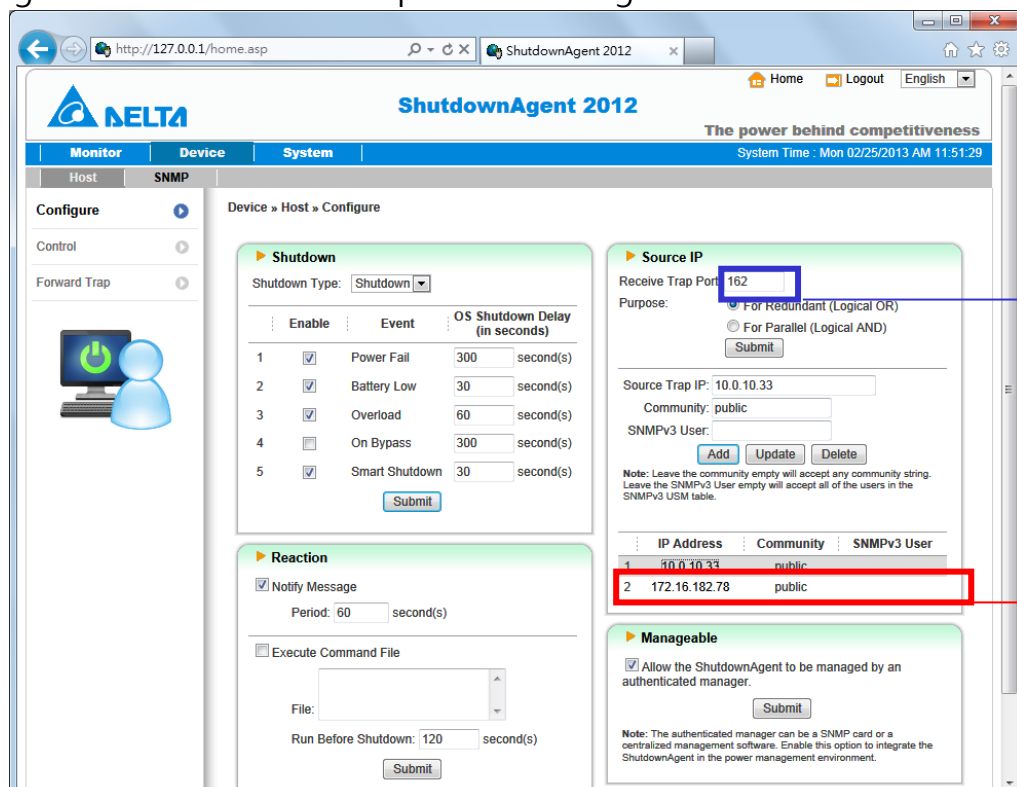 http://127.0.0.1/home.asp
ShutdownAgent 2012
Home
Logout
English
DELTA
ShutdownAgent 2012
The power behind competitiveness
Monitor
Device
System
System Time : Mon 02/25/2013 AM 11:51:29
Host
SNMP
Configure
Control
Forward Trap
Device » Host » Configure
Shutdown
Shutdown Type: Shutdown
Enable Event OS Shutdown Delay (in seconds)
1 Power Fail 300 second(s)
2 Battery Low 30 second(s)
3 Overload 60 second(s)
4 On Bypass 300 second(s)
5 Smart Shutdown 30 second(s)
Submit
Reaction
Notify Message
Period: 60 second(s)
Execute Command File
File:
Run Before Shutdown: 120 second(s)
Submit
Source IP
Receive Trap Port 162
Purpose: For Redundant (Logical OR)
For Parallel (Logical AND)
Submit
Source Trap IP: 10.0.10.33
Community: public
SNMPv3 User:
Add Update Delete
Note: Leave the community empty will accept any community string.
Leave the SNMPv3 User empty will accept all of the users in the
SNMPv3 USM table.
IP Address Community SNMPv3 User
1 10.0.10.33 public
2 172.16.182.78 public
Manageable
Allow the ShutdownAgent to be managed by an
authenticated manager.
Submit
Note: The authenticated manager can be a SNMP card or a
centralized management software. Enable this option to integrate the
ShutdownAgent in the power management environment.